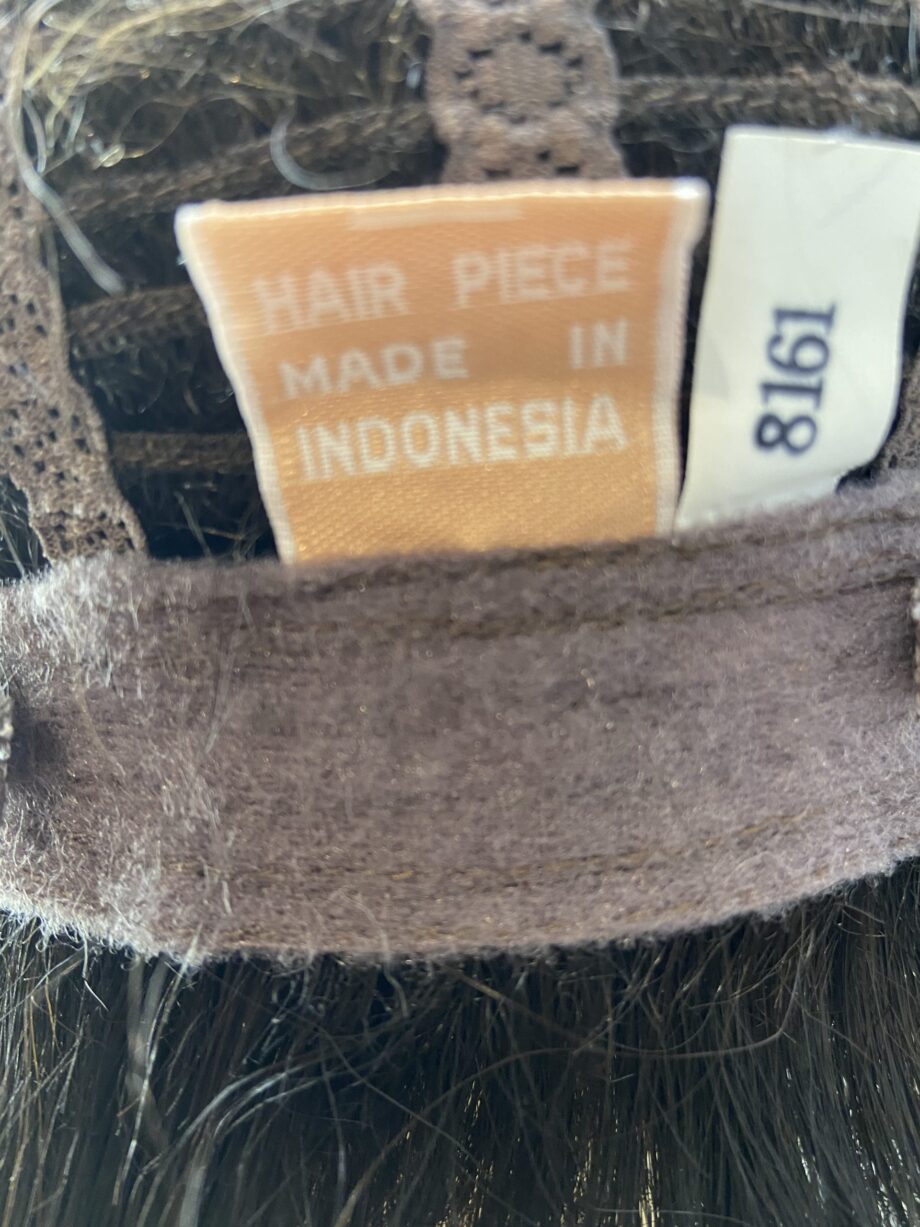 HAIR PIECE
MADE IN
INDONESIA
8161